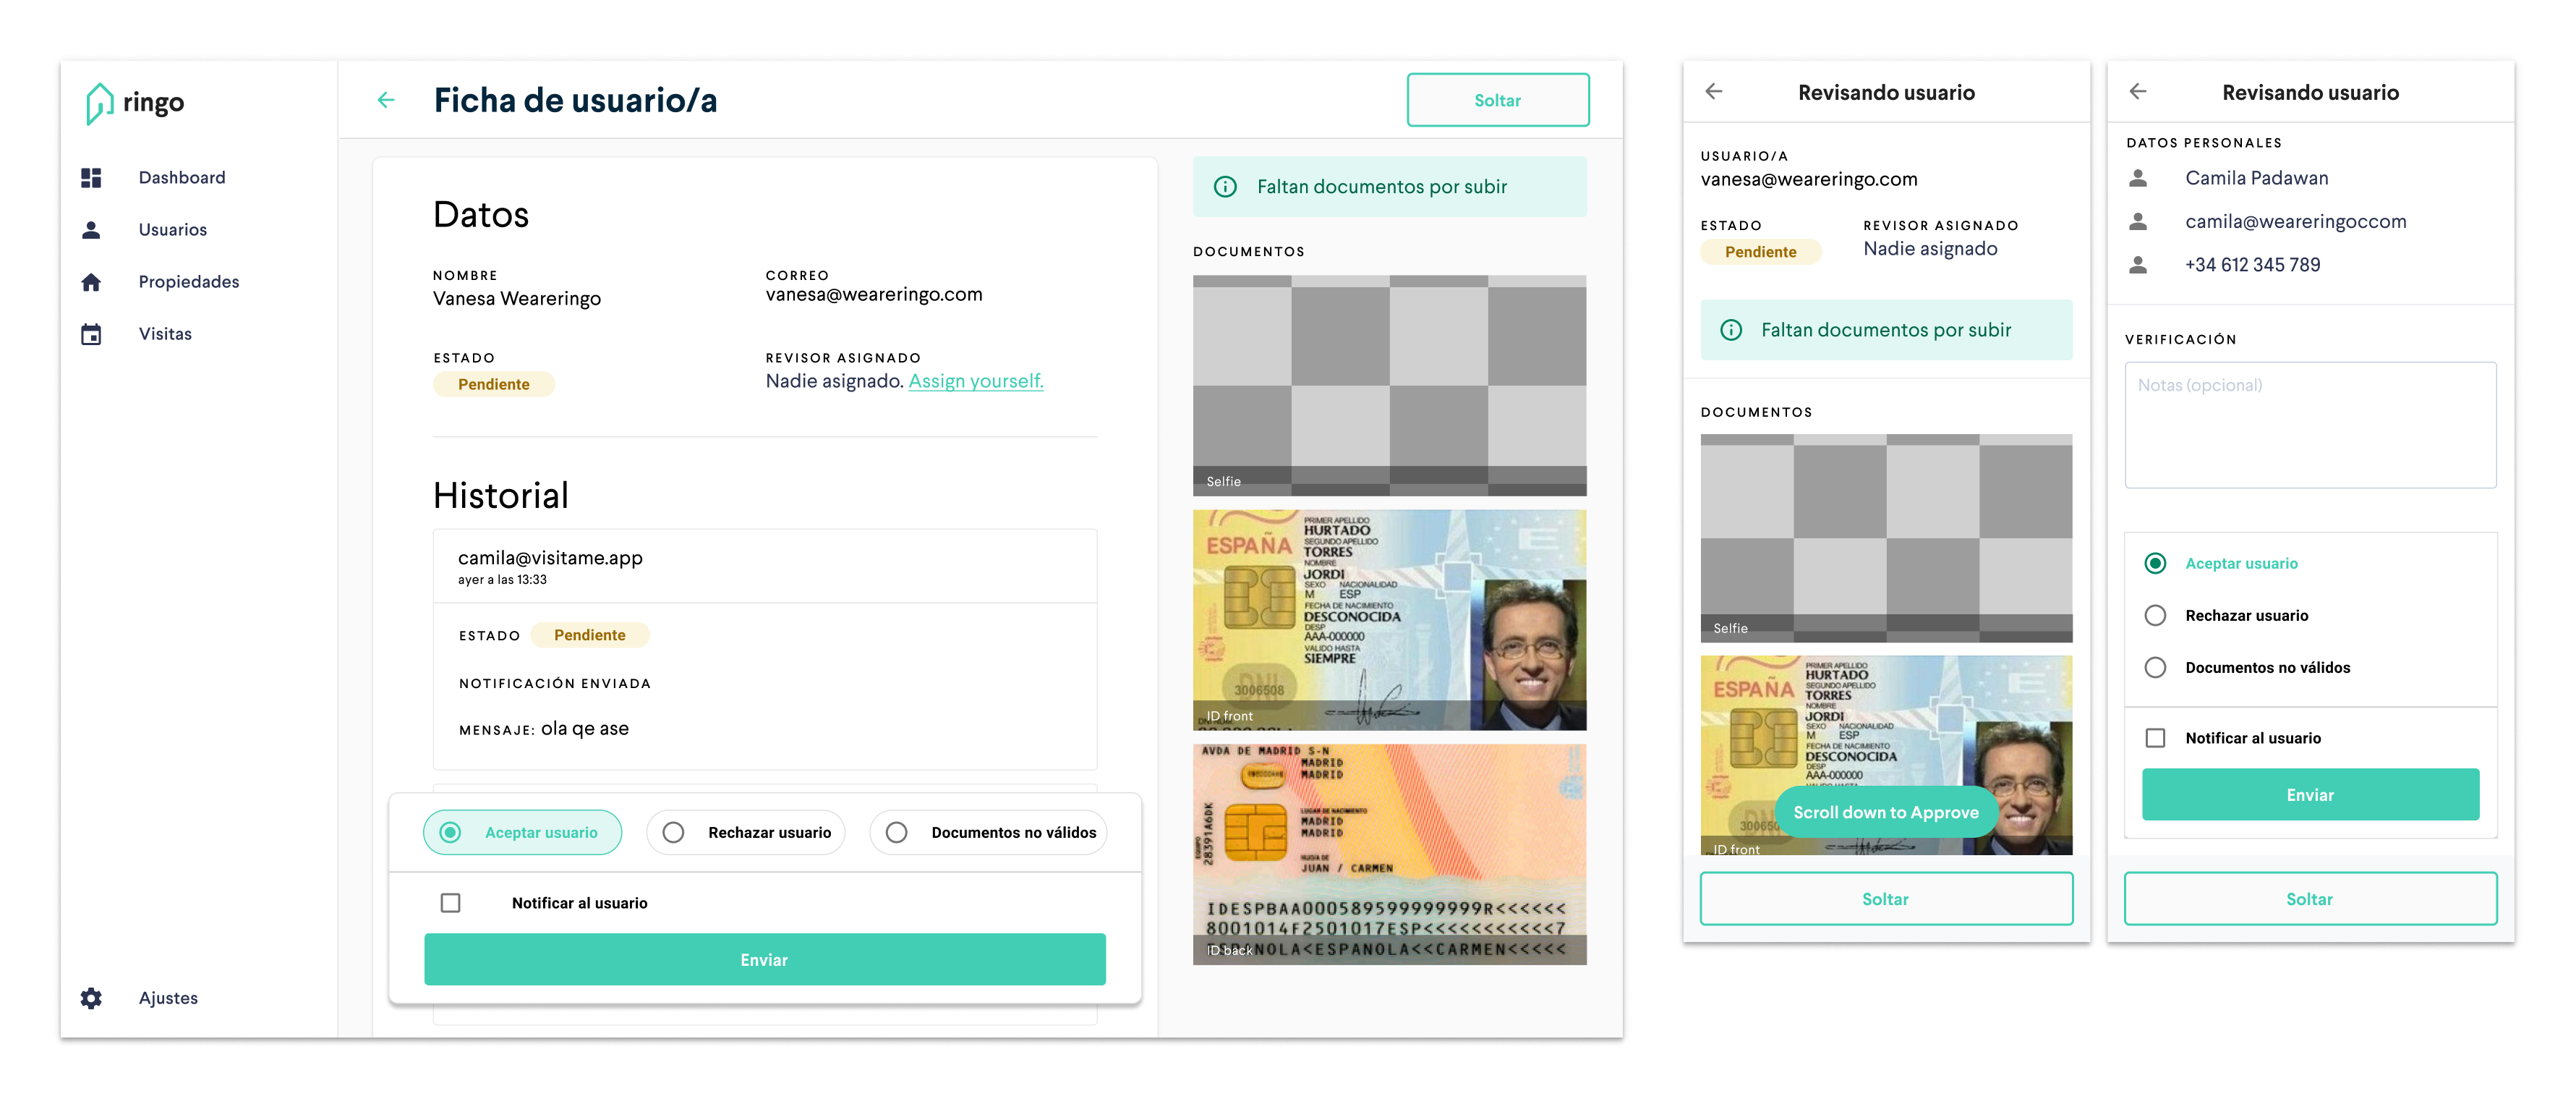 ringo
Dashboard
Usuarios
Propiedades
Visitas
Ajustes
Ficha de usuario/a
Soltar
Datos
NOMBRE
Vanesa Weareringo
CORREO
vanesa@weareringo.com
ESTADO
Pendiente
REVISOR ASIGNADO
Nadie asignado. Assign yourself.
Historial
camila@visitame.app
ayer a las 13:33
ESTADO Pendiente
NOTIFICACIÓN ENVIADA
MENSAJE: ola qe ase
Aceptar usuario
Rechazar usuario
Documentos no válidos
Notificar al usuario
Enviar
Faltan documentos por subir
DOCUMENTOS
Selfie
PRIMER APELLIDO
HURTADO
SEGUNDO APELLIDO
ESPAÑA
TORRES
NOMBRE
JORDI
SEXO NACIONALIDAD
M ESP
FECHA DE NACIMIENTO
DESCONOCIDA
DESP
AAA-000000
VALIDO HASTA
SIEMPRE
DNI
3006508
ID front
AVDA DE MADRID S-N
MADRID
MADRID
LUGAR DE NACIMIENTO
MADRID
MADRID
JUAN / CARMEN
28391A6DK
IDESPBAA000589599999999R<<<<<<
8001014F2501017ESP<<<<<<<<<<<7
ESPANOLA<ESPANOLA<<CARMEN<<<<<
ID back
Revisando usuario
USUARIO/A
vanesa@weareringo.com
ESTADO
Pendiente
REVISOR ASIGNADO
Nadie asignado
Faltan documentos por subir
DOCUMENTOS
Selfie
PRIMER APELLIDO
HURTADO
SEGUNDO APELLIDO
ESPAÑA
TORRES
NOMBRE
JORDI
SEXO NACIONALIDAD
M ESP
FECHA DE NACIMIENTO
DESCONOCIDA
DESP
AAA-000000
Scroll down to Approve
ID front
Soltar
Revisando usuario
DATOS PERSONALES
Camila Padawan
camila@weareringoccom
+34 612 345 789
VERIFICACIÓN
Notas (opcional)
Aceptar usuario
Rechazar usuario
Documentos no válidos
Notificar al usuario
Enviar
Soltar